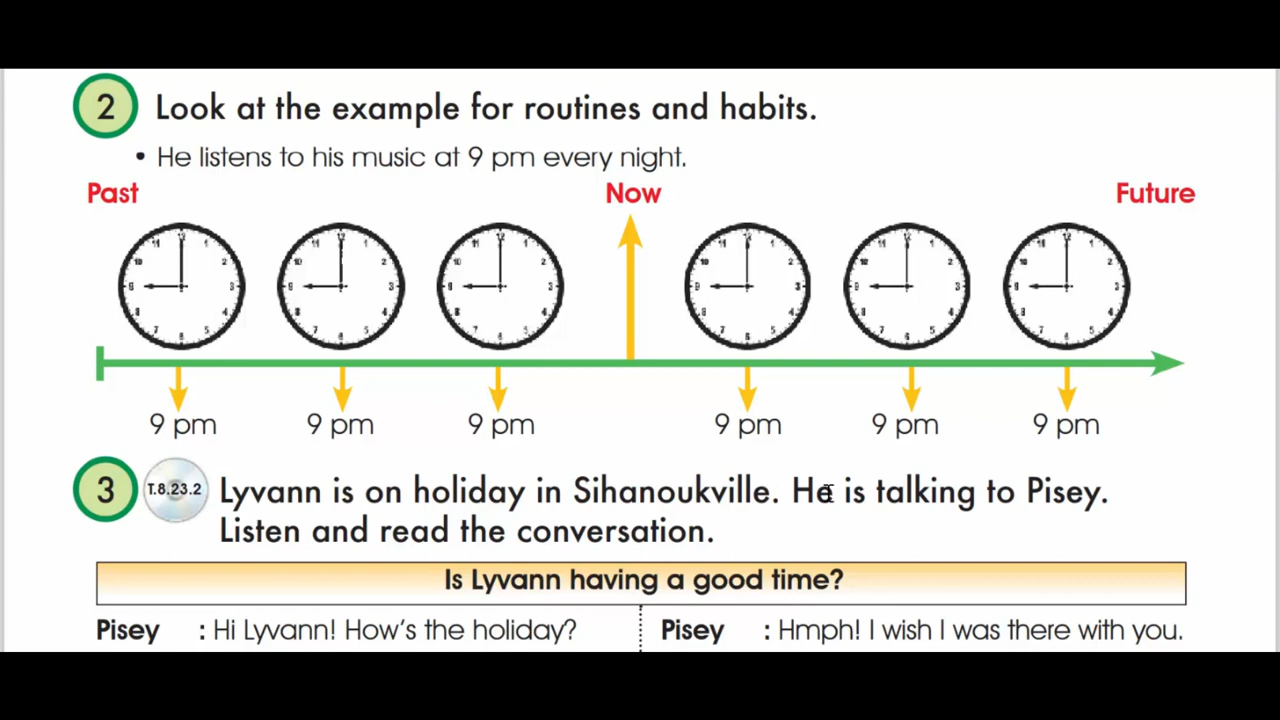 2 Look at the example for routines and habits.
• He listens to his music at 9 pm every night.
Past Now Future
9 pm 9 pm 9 pm 9 pm 9 pm 9 pm
3 T.8.23.2 Lyvann is on holiday in Sihanoukville. He is talking to Pisey.
Listen and read the conversation.
Is Lyvann having a good time?
Pisey : Hi Lyvann! How's the holiday?
Pisey : Hmph! I wish I was there with you.